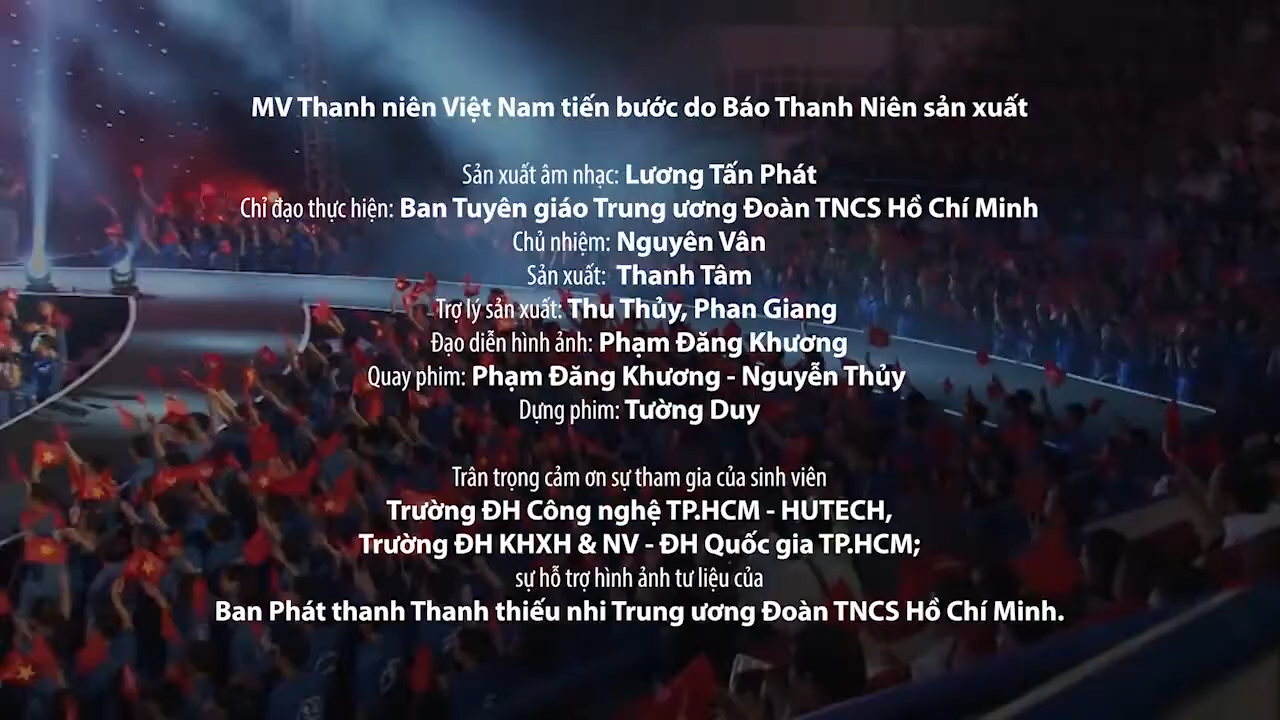 MV Thanh niên Việt Nam tiến bước do Báo Thanh Niên sản xuất
Sản xuất âm nhạc: Lương Tấn Phát
Chỉ đạo thực hiện: Ban Tuyên giáo Trung ương Đoàn TNCS Hồ Chí Minh
Chủ nhiệm: Nguyên Vân
Sản xuất: Thanh Tâm
Trợ lý sản xuất: Thu Thủy, Phan Giang
Đạo diễn hình ảnh: Phạm Đăng Khương
Quay phim: Phạm Đăng Khương - Nguyễn Thủy
Dựng phim: Tường Duy
Trân trọng cảm ơn sự tham gia của sinh viên
Trường ĐH Công nghệ TP.HCM - HUTECH,
Trường ĐH KHXH & NV - ĐH Quốc gia TP.HCM;
sự hỗ trợ hình ảnh tư liệu của
Ban Phát thanh Thanh thiếu nhi Trung ương Đoàn TNCS Hồ Chí Minh.